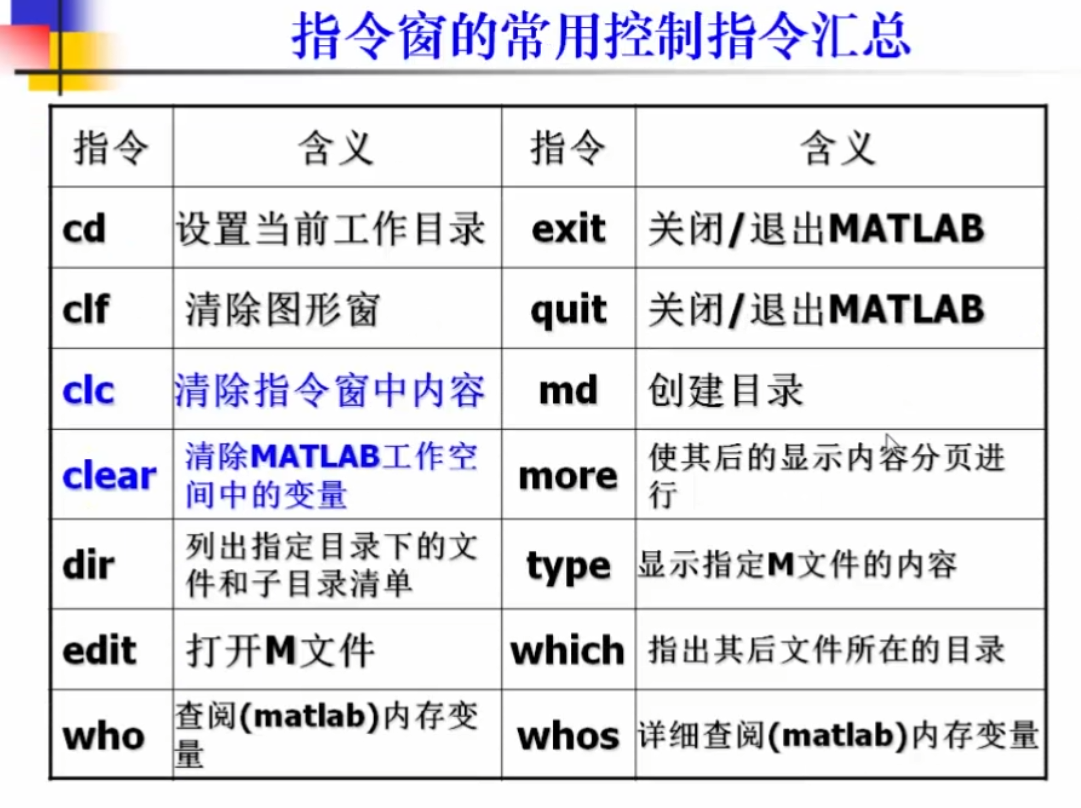 指令窗的常用控制指令汇总
指令 含义 指令 含义
cd 设置当前工作目录 exit 关闭/退出MATLAB
clf 清除图形窗 quit 关闭/退出MATLAB
clc 清除指令窗中内容 md 创建目录
clear 清除MATLAB工作空
间中的变量
more 使其后的显示内容分页进
行
dir 列出指定目录下的文
件和子目录清单
type 显示指定M文件的内容
edit 打开M文件 which 指出其后文件所在的目录
who 查阅(matlab)内存变
量
whos 详细查阅(matlab)内存变量